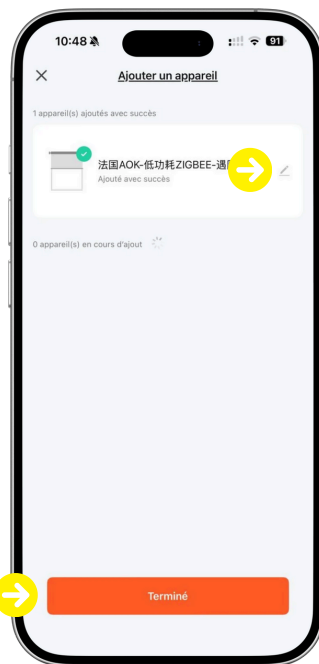 10:48
91
Ajouter un appareil
1 appareil(s) ajoutés avec succès
法国AOK-低功耗ZIGBEE-遇
Ajouté avec succès
0 appareil(s) en cours d'ajout
Terminé